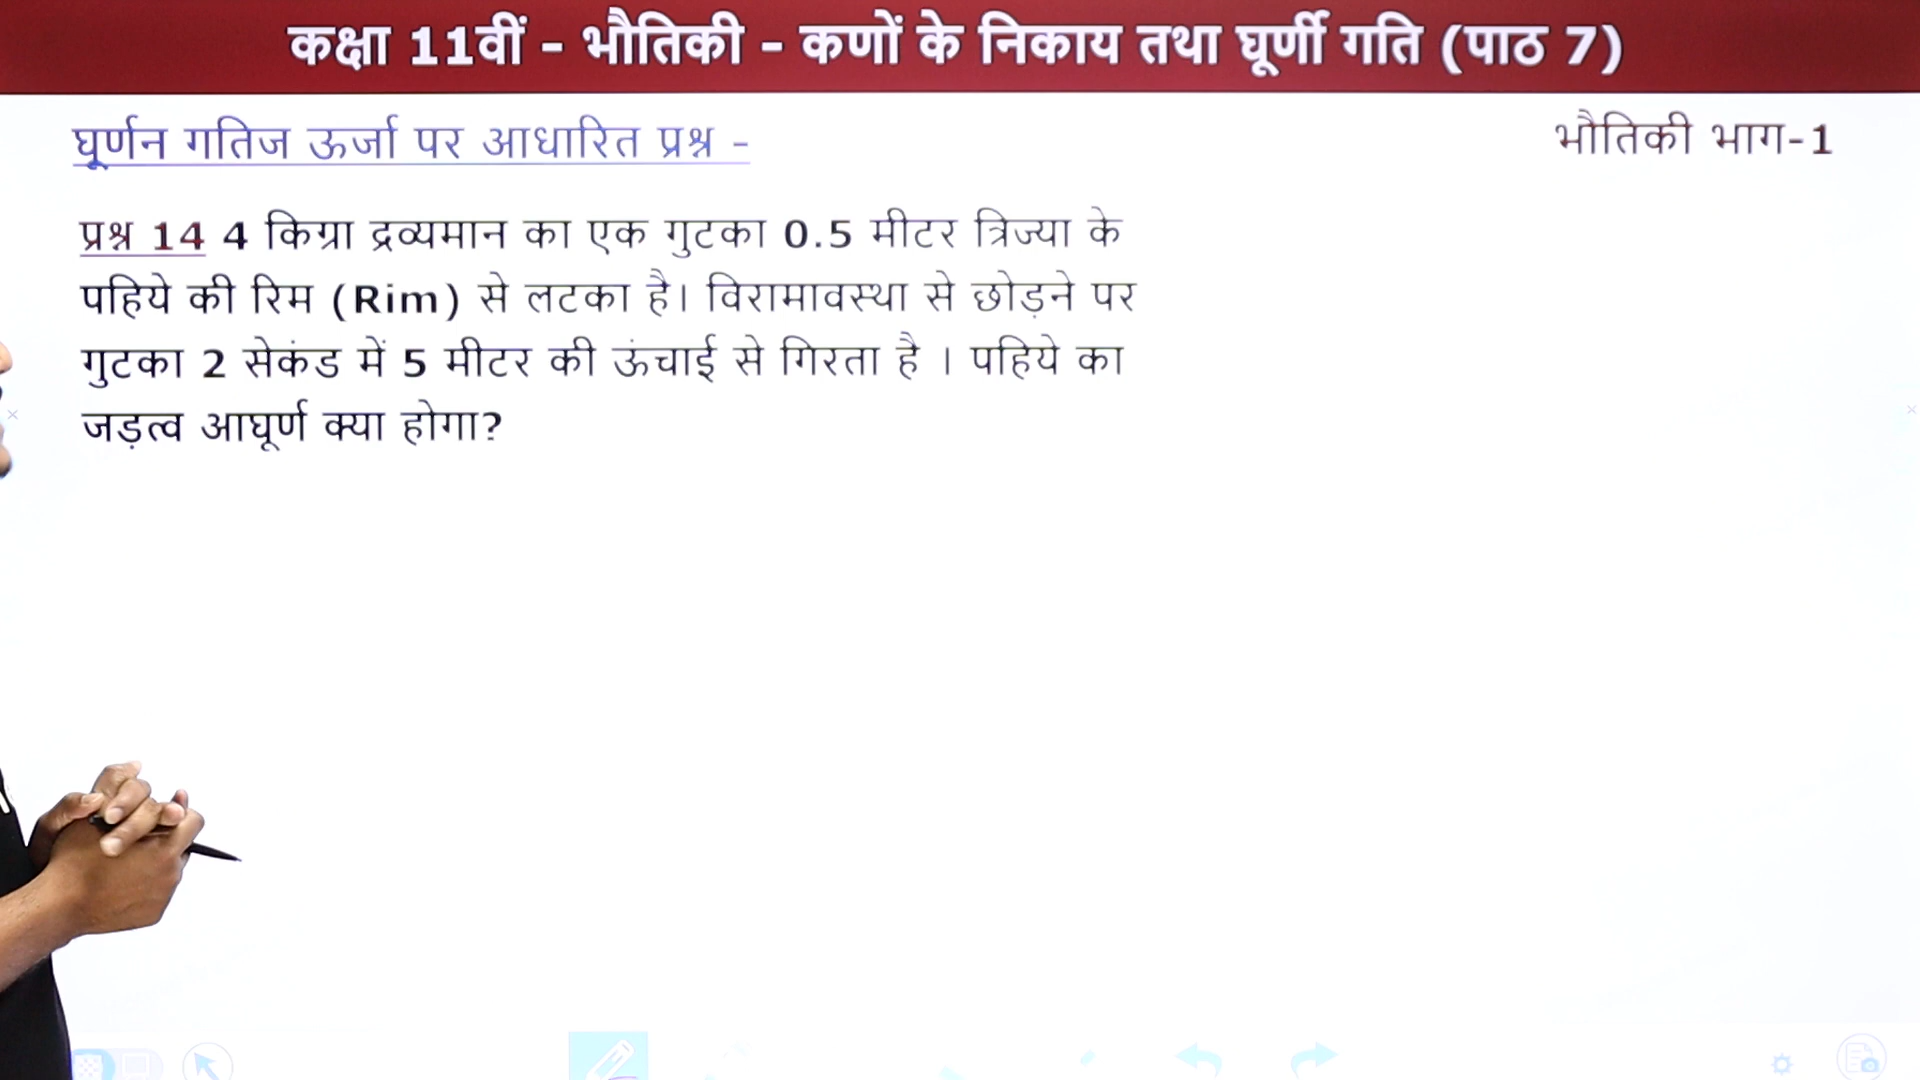 कक्षा 11वीं - भौतिकी - कणों के निकाय तथा घूर्णी गति (पाठ 7)
घूर्णन गतिज ऊर्जा पर आधारित प्रश्न -
भौतिकी भाग-1
प्रश्न 14 4 किग्रा द्रव्यमान का एक गुटका 0.5 मीटर त्रिज्या के
पहिये की रिम (Rim) से लटका है। विरामावस्था से छोड़ने पर
गुटका 2 सेकंड में 5 मीटर की ऊंचाई से गिरता है । पहिये का
जड़त्व आघूर्ण क्या होगा?